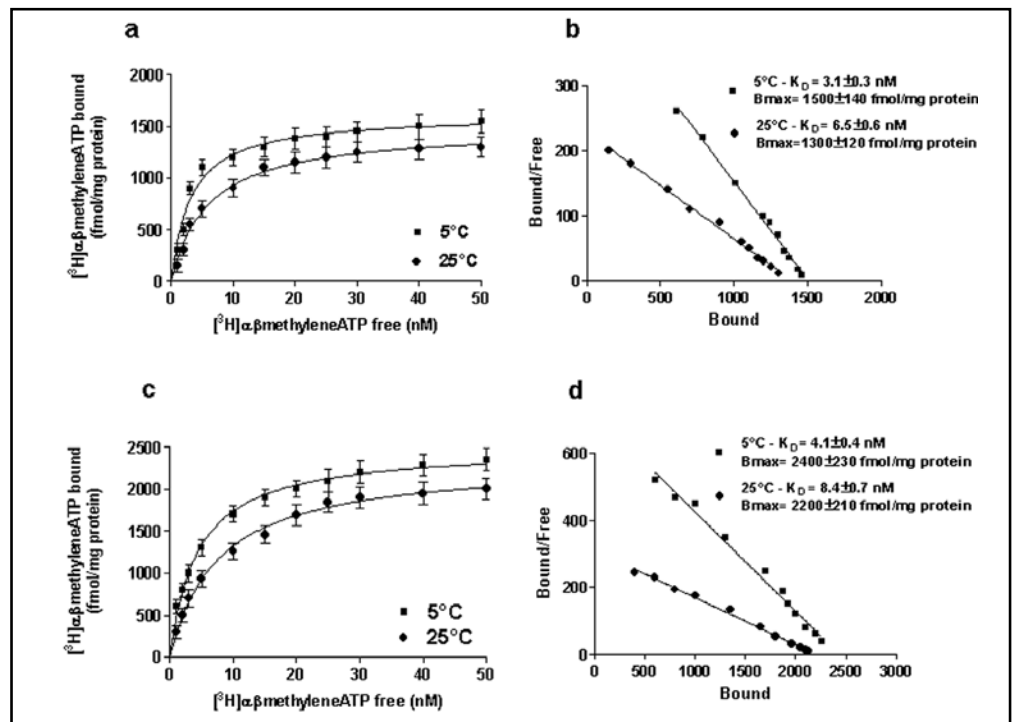 a
[³H]αβmethyleneATP bound
(fmol/mg protein)
2000
1500
1000
500
0
0 10 20 30 40 50
5°C
25°C
[³H]αβmethyleneATP free (nM)
b
Bound/Free
300
200
100
0
0 500 1000 1500 2000
Bound
5°C - KD = 3.1±0.3 nM
Bmax= 1500±140 fmol/mg protein
25°C - KD = 6.5±0.6 nM
Bmax=1300±120 fmol/mg protein
c
[³H]αβmethyleneATP bound
(fmol/mg protein)
2500
2000
1500
1000
500
0
0 10 20 30 40 50
5°C
25°C
[³H]αβmethyleneATP free (nM)
d
Bound/Free
600
400
200
0
0 500 1000 1500 2000 2500 3000
Bound
5°C - KD = 4.1±0.4 nM
Bmax= 2400±230 fmol/mg protein
25°C - KD = 8.4±0.7 nM
Bmax= 2200±210 fmol/mg protein